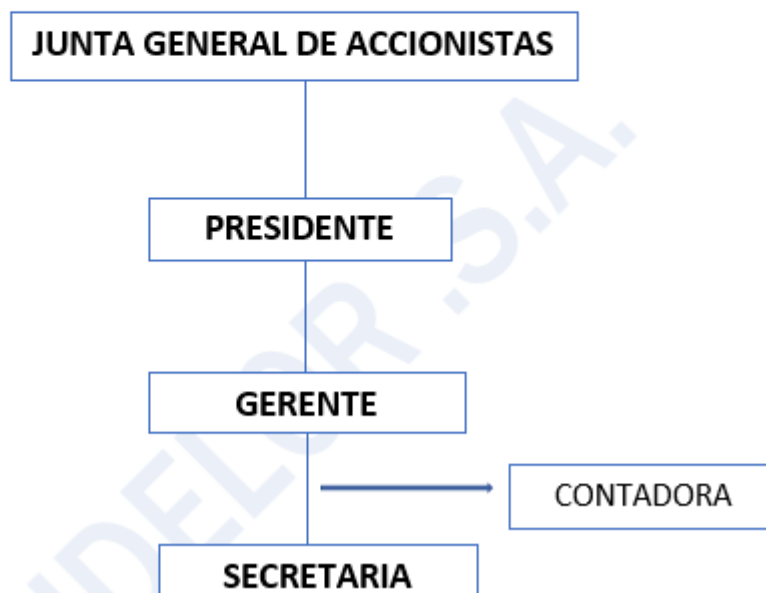 JUNTA GENERAL DE ACCIONISTAS
PRESIDENTE
GERENTE
CONTADORA
SECRETARIA